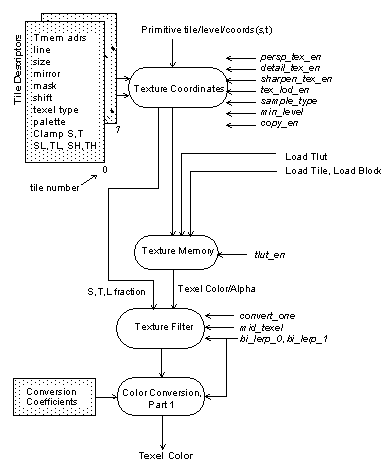 Primitive tile/level/coords(s,t)
Tile Descriptors
Tmem adrs
line
size
mirror
mask
shift
texel type
palette
Clamp S,T
SL,TL, SH,TH
7
0
tile number
Texture Coordinates
persp_tex_en
detail_tex_en
sharpen_tex_en
tex_lod_en
sample_type
min_level
copy_en
Load Tlut
Load Tile, Load Block
Texture Memory
tlut_en
S,T,L fraction
Texel Color/Alpha
Texture Filter
convert_one
mid_texel
bi_lerp_0, bi_lerp_1
Conversion
Coefficients
Color Conversion,
Part 1
Texel Color